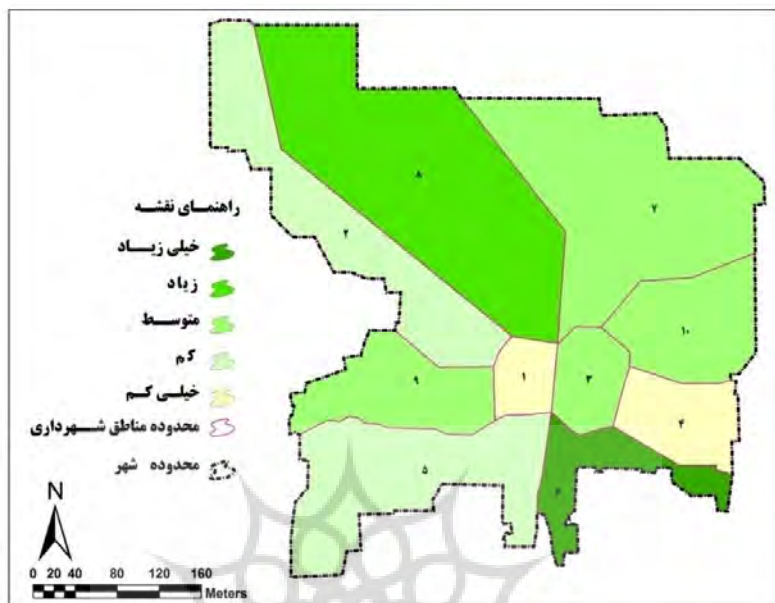 راهنمای نقشه
خیلی زیاد
زیاد
متوسط
کم
خیلی کم
محدوده مناطق شهرداری
محدوده شهر
۸
۷
۲
۱۰
۳
۱
۹
۴
۵
۶
N
0 20 40 80 120 160
Meters